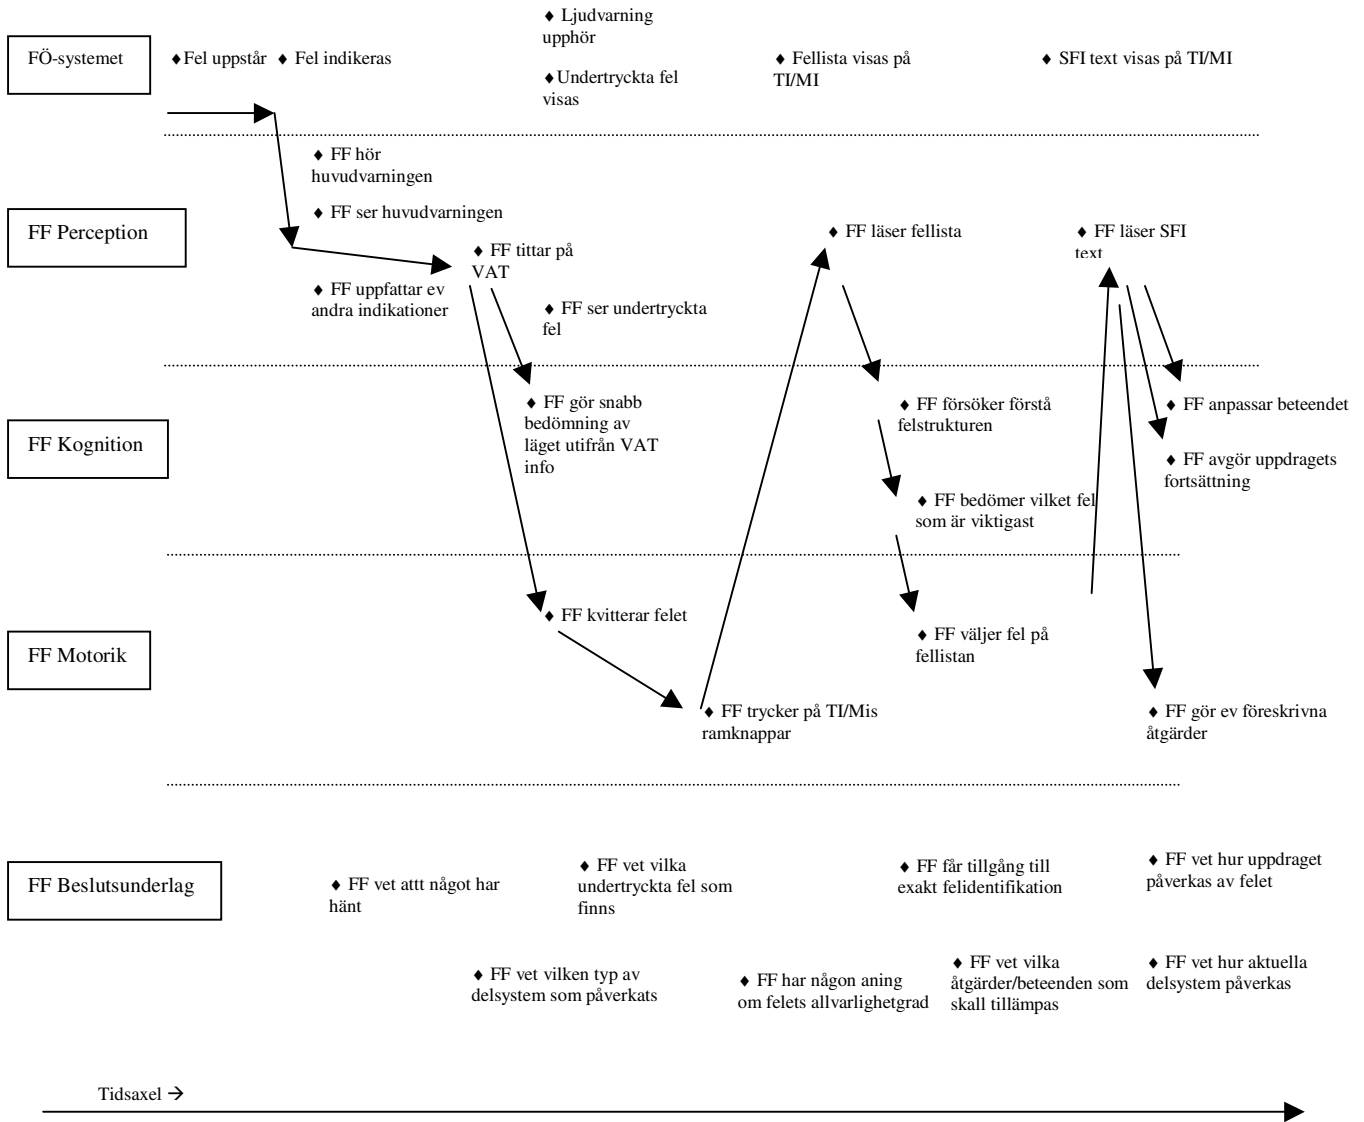 FÖ-systemet
♦Fel uppstår
♦ Fel indikeras
♦ Ljudvarning
upphör
♦Undertryckta fel
visas
♦ Fellista visas på
TI/MI
♦ SFI text visas på TI/MI
FF Perception
♦ FF hör
huvudvarningen
♦ FF ser huvudvarningen
♦ FF uppfattar ev
andra indikationer
♦ FF tittar på
VAT
♦ FF ser undertryckta
fel
♦ FF läser fellista
♦ FF läser SFI
text
FF Kognition
♦ FF gör snabb
bedömning av
läget utifrån VAT
info
♦ FF försöker förstå
felstrukturen
♦ FF bedömer vilket fel
som är viktigast
♦ FF anpassar beteendet
♦ FF avgör uppdragets
fortsättning
FF Motorik
♦ FF kvitterar felet
♦ FF trycker på TI/Mis
ramknappar
♦ FF väljer fel på
fellistan
♦ FF gör ev föreskrivna
åtgärder
FF Beslutsunderlag
♦ FF vet attt något har
hänt
♦ FF vet vilken typ av
delsystem som påverkats
♦ FF vet vilka
undertryckta fel som
finns
♦ FF har någon aning
om felets allvarlighetgrad
♦ FF får tillgång till
exakt felidentifikation
♦ FF vet vilka
åtgärder/beteenden som
skall tillämpas
♦ FF vet hur uppdraget
påverkas av felet
♦ FF vet hur aktuella
delsystem påverkas
Tidsaxel →